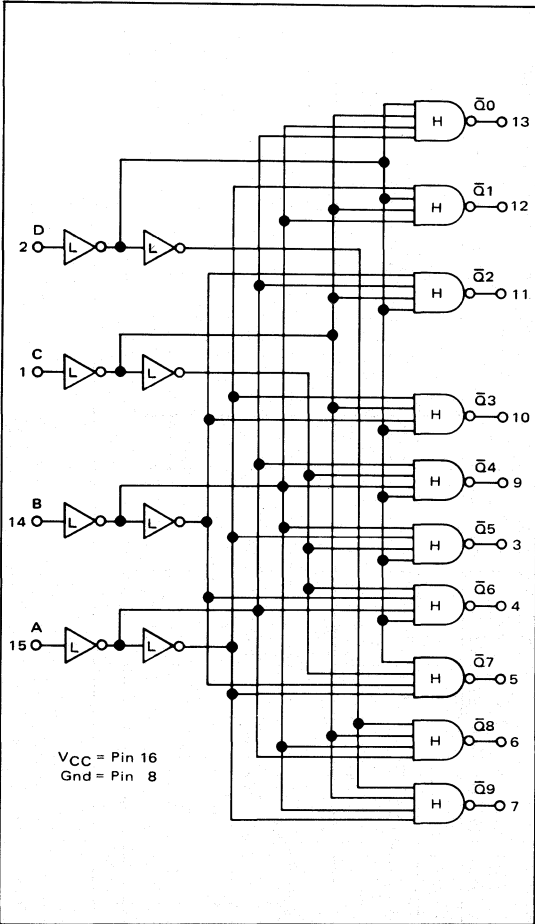 Q̄0
H
13
Q̄1
H
12
D
2
L
L
Q̄2
H
11
C
1
L
L
Q̄3
H
10
Q̄4
H
9
B
14
L
L
Q̄5
H
3
Q̄6
H
4
A
15
L
L
Q̄7
H
5
Q̄8
H
6
VCC = Pin 16
Gnd = Pin 8
Q̄9
H
7